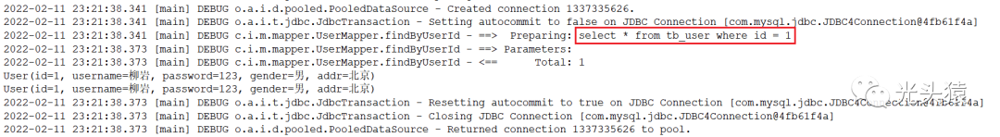 2022-02-11 23:21:38.341 [main] DEBUG o.a.i.d.pooled.PooledDataSource - Created connection 1337335626.
2022-02-11 23:21:38.341 [main] DEBUG o.a.i.t.jdbc.JdbcTransaction - Setting autocommit to false on JDBC Connection [com.mysql.jdbc.JDBC4Connection@4fb61f4a]
2022-02-11 23:21:38.341 [main] DEBUG c.i.m.mapper.UserMapper.findByUserId - ==>  Preparing: select * from tb_user where id = 1
2022-02-11 23:21:38.373 [main] DEBUG c.i.m.mapper.UserMapper.findByUserId - ==> Parameters:
2022-02-11 23:21:38.373 [main] DEBUG c.i.m.mapper.UserMapper.findByUserId - <==      Total: 1
User(id=1, username=柳岩, password=123, gender=男, addr=北京)
User(id=1, username=柳岩, password=123, gender=男, addr=北京)
光头猿
2022-02-11 23:21:38.373 [main] DEBUG o.a.i.t.jdbc.JdbcTransaction - Resetting autocommit to true on JDBC Connection [com.mysql.jdbc.JDBC4Connection@4fb61f4a]
2022-02-11 23:21:38.373 [main] DEBUG o.a.i.t.jdbc.JdbcTransaction - Closing JDBC Connection [com.mysql.jdbc.JDBC4Connection@4fb61f4a]
2022-02-11 23:21:38.373 [main] DEBUG o.a.i.d.pooled.PooledDataSource - Returned connection 1337335626 to pool.